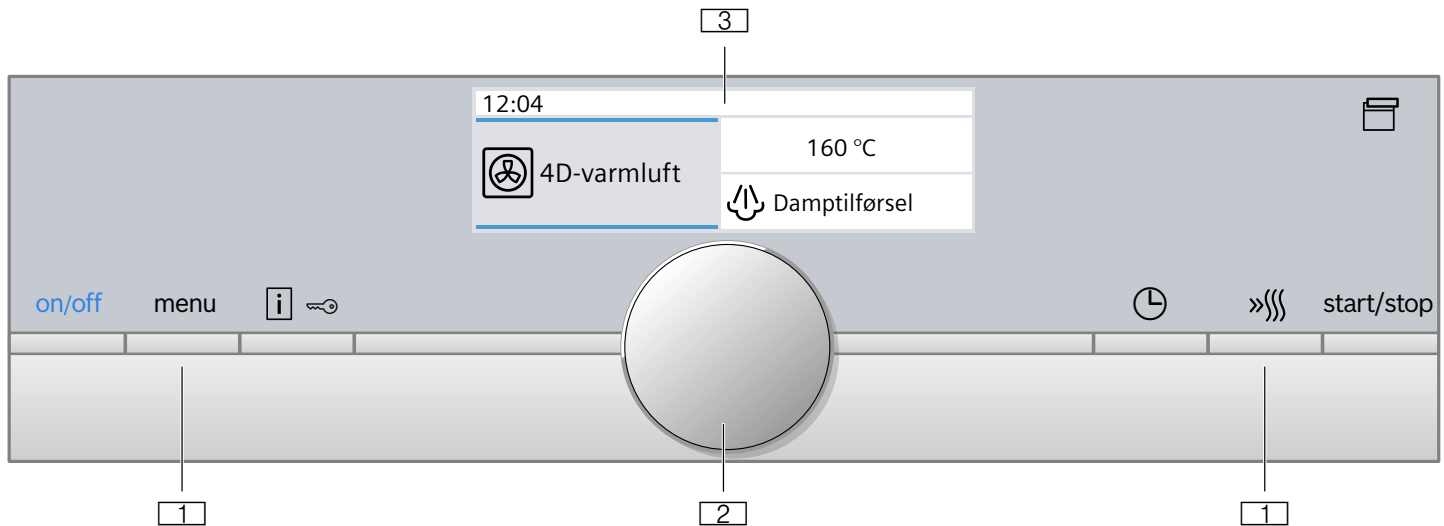 3
12:04
160 °C
4D-varmluft
Damptilførsel
on/off menu i start/stop
1 2 1